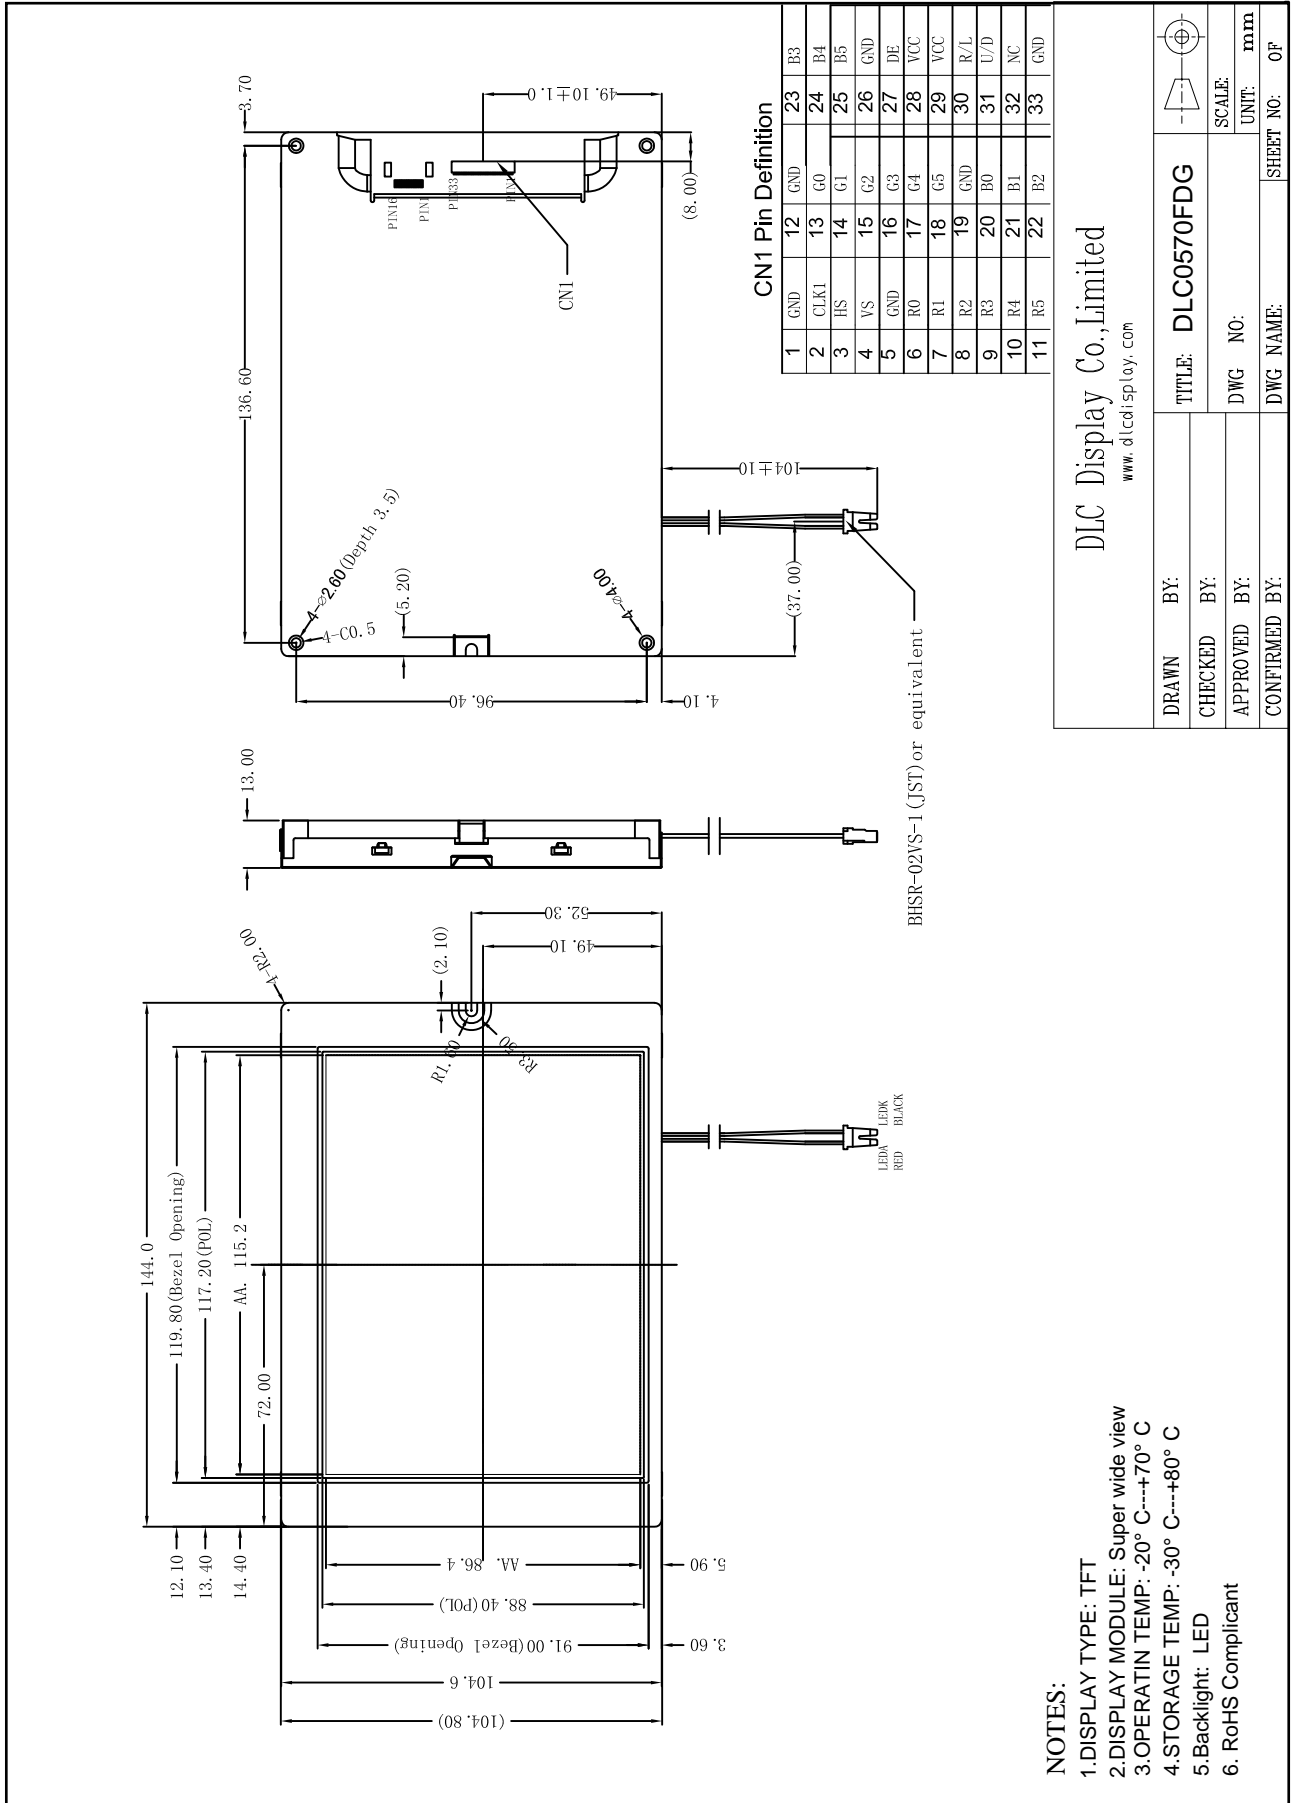 144.0
119.80(Bezel Opening)
117.20(POL)
AA. 115.2
72.00
12.10
13.40
14.40
4-R2.00
(2.10)
R1.60
R3.50
52.30
49.10
AA. 86.4
88.40(POL)
91.00(Bezel Opening)
104.6
(104.80)
5.90
3.60
LEDA LEDK
RED BLACK
13.00
136.60
3.70
4-⌀2.60(Depth 3.5)
4-C0.5
(5.20)
4-⌀4.00
96.40
4.10
49.10±1.0
(8.00)
PIN16
PIN1
PIN33
PIN1
CN1
104±10
(37.00)
BHSR-02VS-1(JST)or equivalent
CN1 Pin Definition
1 GND 12 GND 23 B3
2 CLK1 13 G0 24 B4
3 HS 14 G1 25 B5
4 VS 15 G2 26 GND
5 GND 16 G3 27 DE
6 R0 17 G4 28 VCC
7 R1 18 G5 29 VCC
8 R2 19 GND 30 R/L
9 R3 20 B0 31 U/D
10 R4 21 B1 32 NC
11 R5 22 B2 33 GND
NOTES:
1.DISPLAY TYPE: TFT
2.DISPLAY MODULE: Super wide view
3.OPERATIN TEMP: -20° C---+70° C
4.STORAGE TEMP: -30° C---+80° C
5.Backlight: LED
6. RoHS Complicant
DLC Display Co.,Limited
www.dlcdisplay.com
DRAWN BY:
CHECKED BY:
APPROVED BY:
CONFIRMED BY:
TITLE: DLC0570FDG
DWG NO:
DWG NAME:
SCALE:
UNIT: mm
SHEET NO: OF